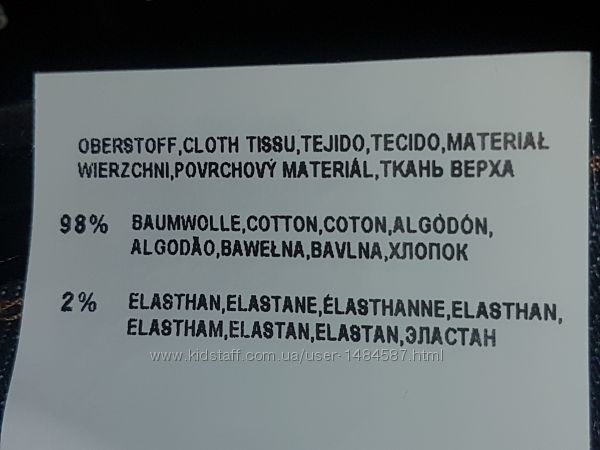 OBERSTOFF,CLOTH TISSU,TEJIDO,TECIDO,MATERIAŁ
WIERZCHNI,POVRCHOVÝ MATERIÁL,ТКАНЬ ВЕРХА
98% BAUMWOLLE,COTTON,COTON,ALGÒDÓN,
ALGODÃO,BAWEŁNA,BAVLNA,ХЛОПОК
2% ELASTHAN,ELASTANE,ÉLASTHANNE,ELASTHAN,
ELASTHAM,ELASTAN,ELASTAN,ЭЛАСТАН
www.kidstaff.com.ua/user-1484587.html